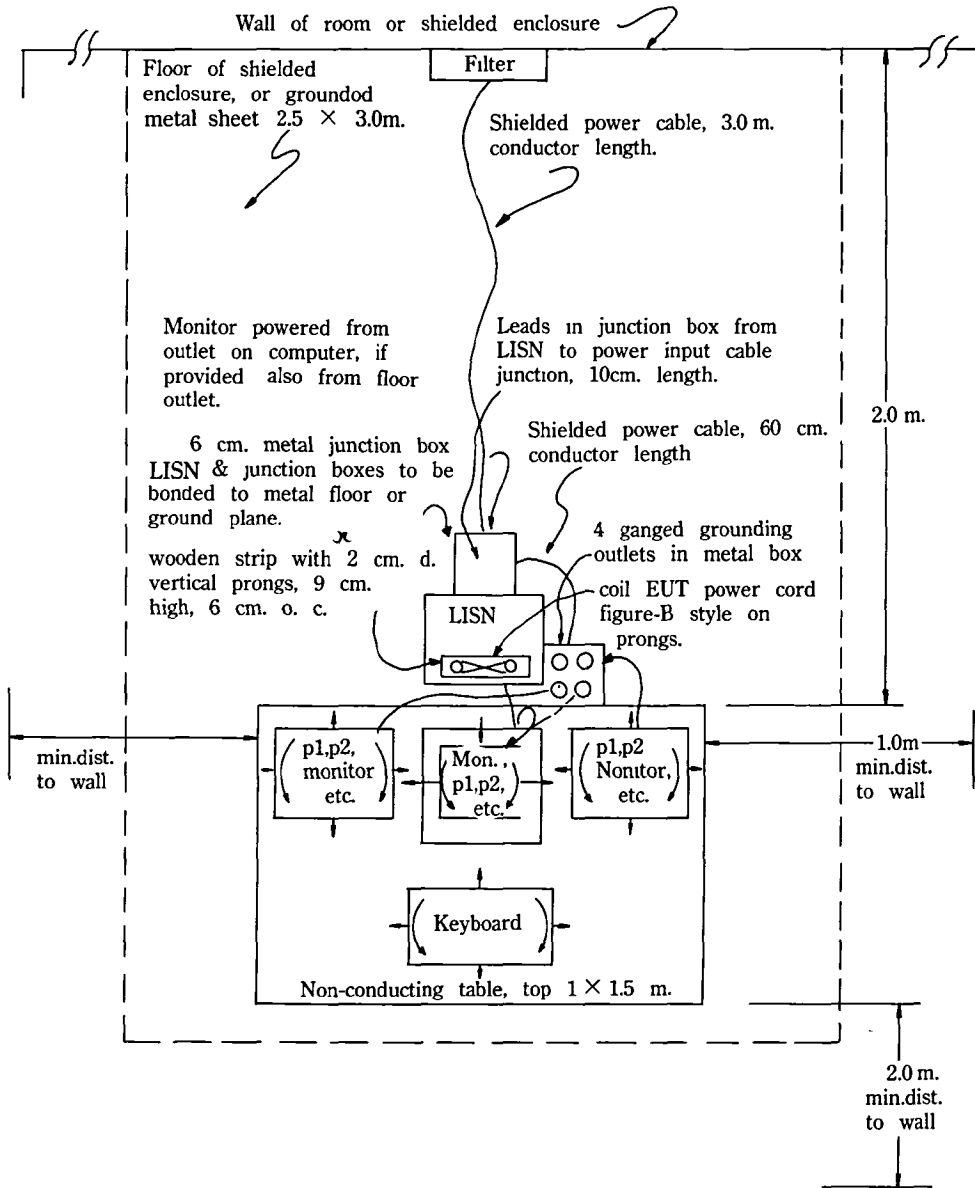 Wall of room or shielded enclosure
Filter
Floor of shielded
enclosure, or groundod
metal sheet 2.5 × 3.0m.
Shielded power cable, 3.0 m.
conductor length.
Monitor powered from
outlet on computer, if
provided also from floor
outlet.
Leads in junction box from
LISN to power input cable
junction, 10cm. length.
2.0 m.
6 cm. metal junction box
LISN & junction boxes to be
bonded to metal floor or
ground plane.
Shielded power cable, 60 cm.
conductor length
wooden strip with 2 cm. d.
vertical prongs, 9 cm.
high, 6 cm. o. c.
4 ganged grounding
outlets in metal box
coil EUT power cord
figure-B style on
prongs.
LISN
min.dist.
to wall
p1,p2,
monitor
etc.
Mon.,
p1,p2,
etc.
p1,p2
Nonitor,
etc.
1.0m
min.dist.
to wall
Keyboard
Non-conducting table, top 1 × 1.5 m.
2.0 m.
min.dist.
to wall